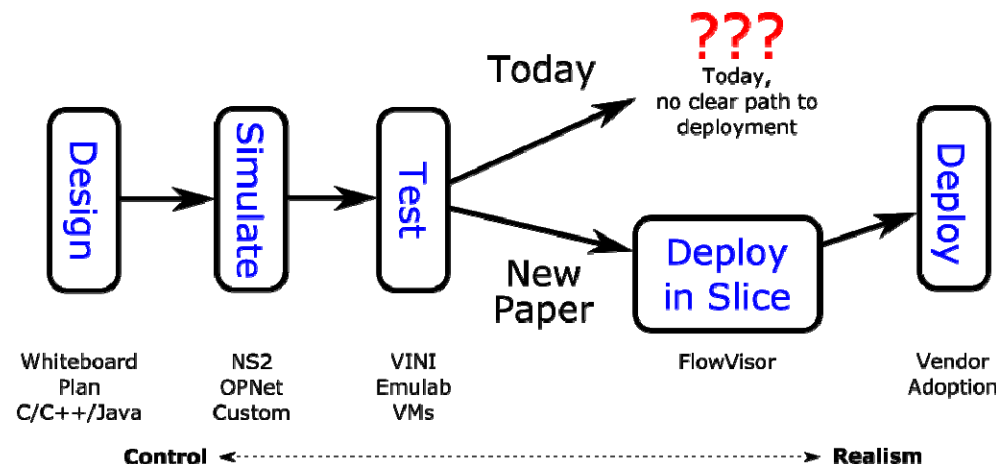 ???
Today
Today,
no clear path to
deployment
Design
Simulate
Test
New
Paper
Deploy
in Slice
Deploy
Whiteboard
Plan
C/C++/Java
NS2
OPNet
Custom
VINI
Emulab
VMs
FlowVisor
Vendor
Adoption
Control
Realism